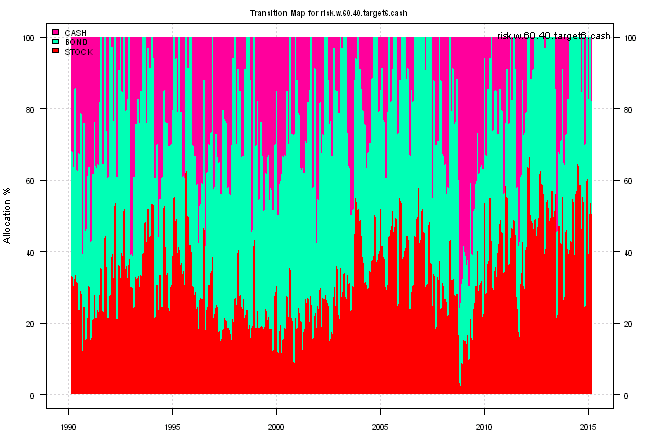 Transition Map for risk.w.60.40.target6.cash
CASH
BOND
STOCK
risk.w.60.40.target6.cash
100
80
60
40
20
0
Allocation %
100
80
60
40
20
0
1990 1995 2000 2005 2010 2015